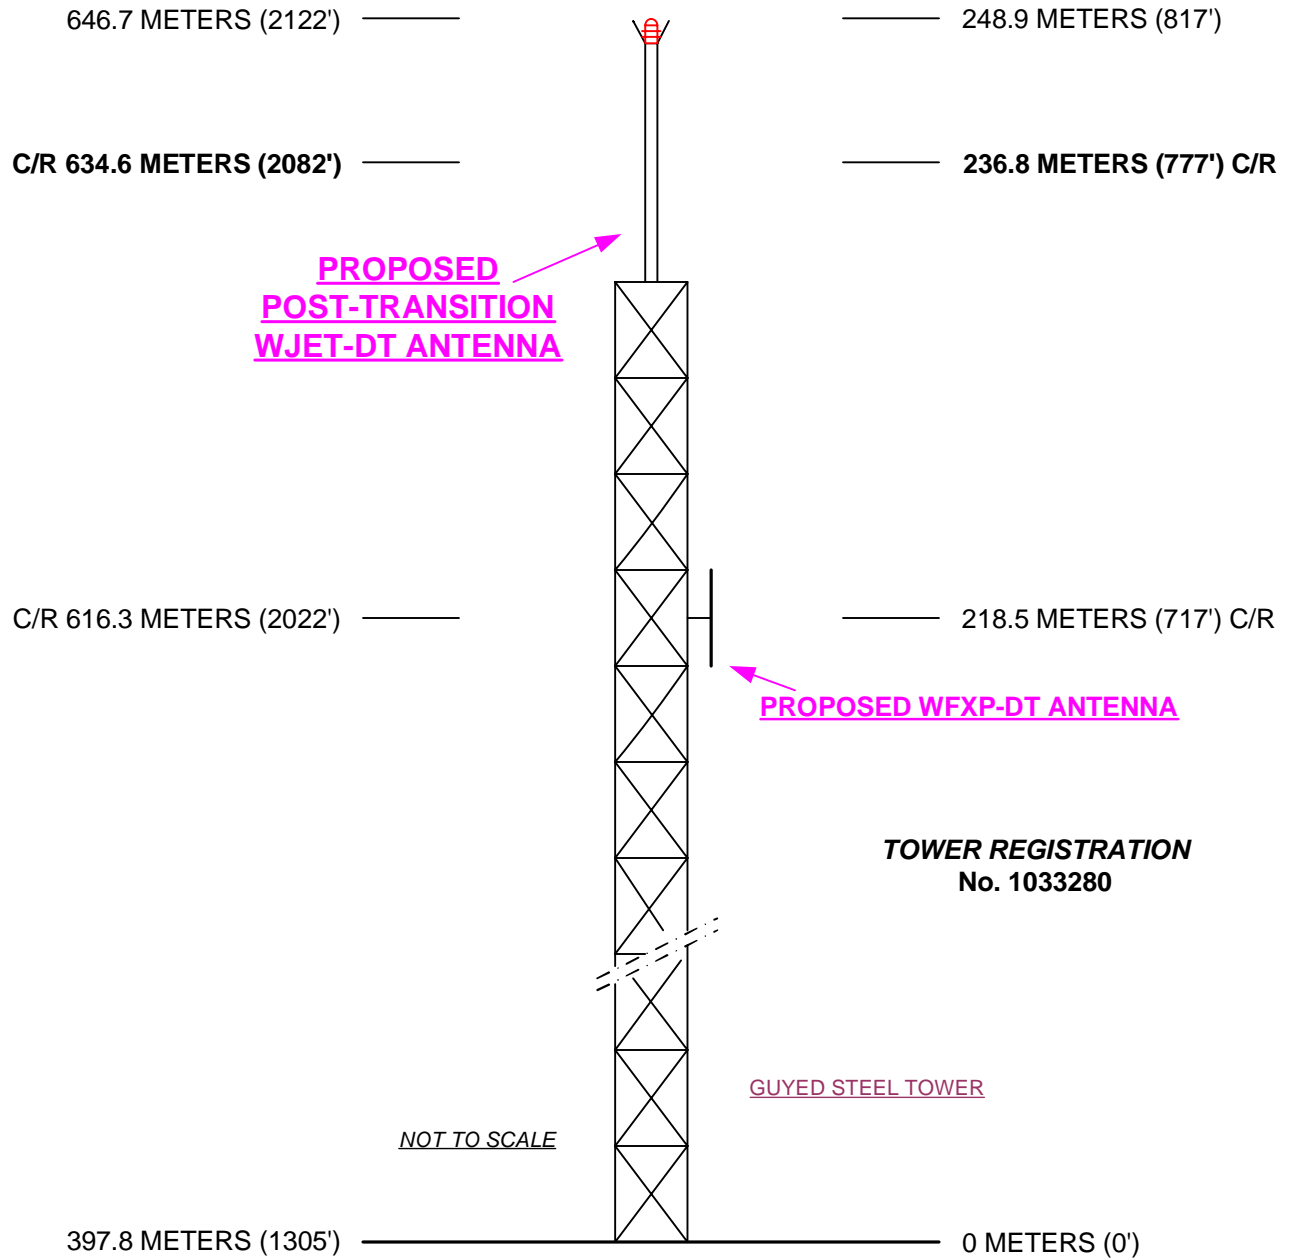 646.7 METERS (2122')
248.9 METERS (817')
C/R 634.6 METERS (2082')
236.8 METERS (777') C/R
PROPOSED
POST-TRANSITION
WJET-DT ANTENNA
C/R 616.3 METERS (2022')
218.5 METERS (717') C/R
PROPOSED WFXP-DT ANTENNA
TOWER REGISTRATION
No. 1033280
GUYED STEEL TOWER
NOT TO SCALE
397.8 METERS (1305')
0 METERS (0')